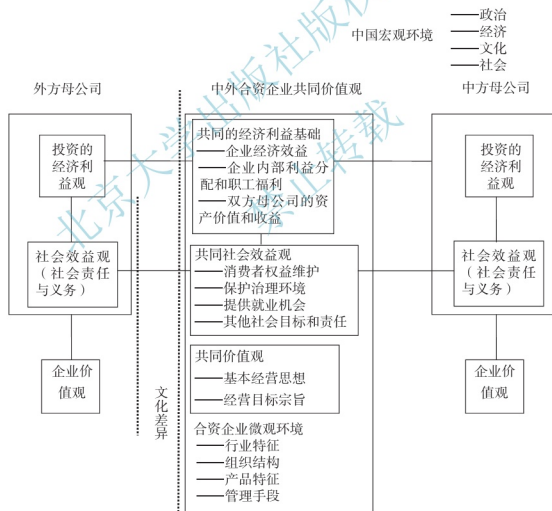 中国宏观环境
——政治
——经济
——文化
——社会
外方母公司
中外合资企业共同价值观
中方母公司
投资的
经济利
益观
社会效益观
(社会责任
与义务)
企业价
值观
文化差异
共同的经济利益基础
——企业经济效益
——企业内部利益分
配和职工福利
——双方母公司的资
产价值和收益
共同社会效益观
——消费者权益维护
——保护治理环境
——提供就业机会
——其他社会目标和责任
共同价值观
——基本经营思想
——经营目标宗旨
合资企业微观环境
——行业特征
——组织结构
——产品特征
——管理手段
投资的
经济利
益观
社会效益观
(社会责任
与义务)
企业价
值观
北京大学出版社版权
禁止转载